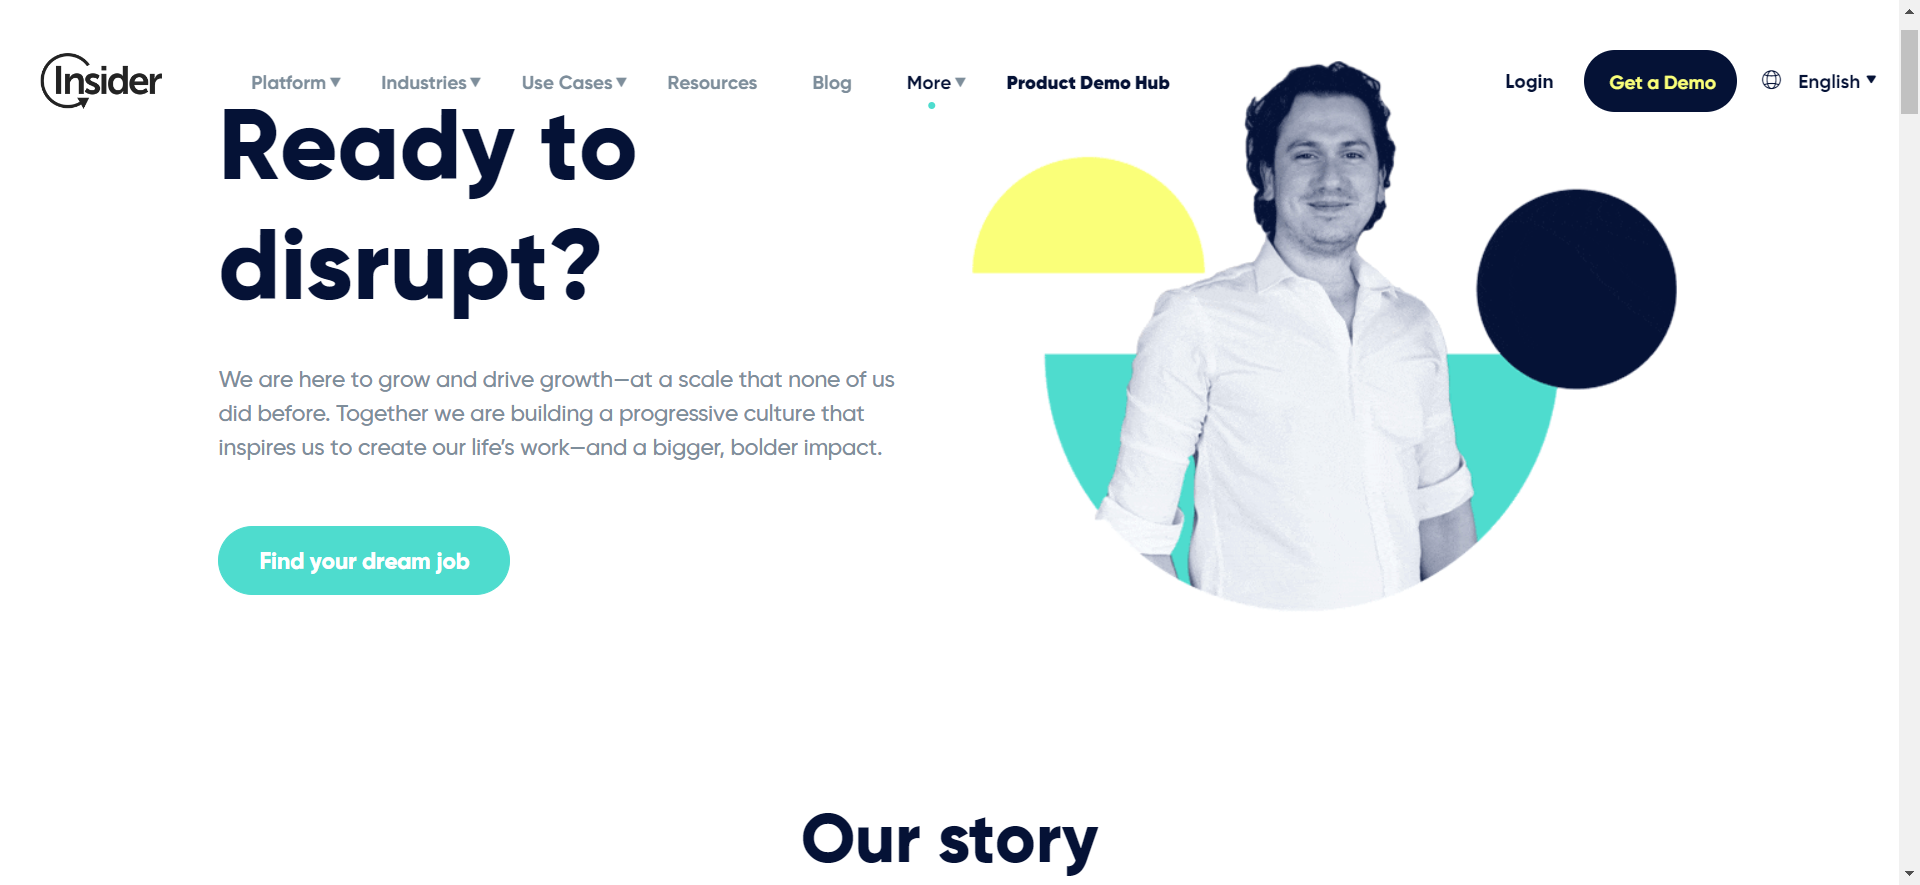 Insider
Platform
Industries
Use Cases
Resources
Blog
More
Product Demo Hub
Login
Get a Demo
English
Ready to
disrupt?
We are here to grow and drive growth—at a scale that none of us
did before. Together we are building a progressive culture that
inspires us to create our life’s work—and a bigger, bolder impact.
Find your dream job
Our story